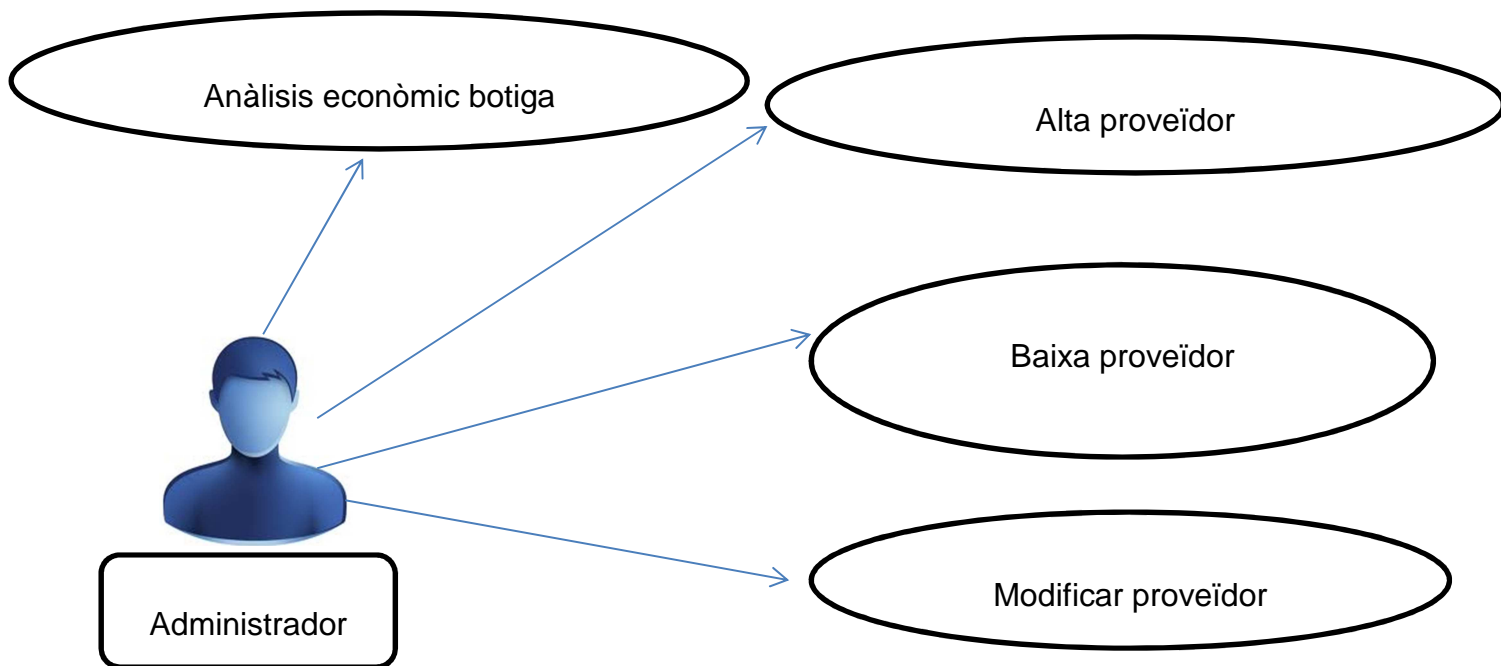 Anàlisis econòmic botiga
Alta proveïdor
Baixa proveïdor
Modificar proveïdor
Administrador